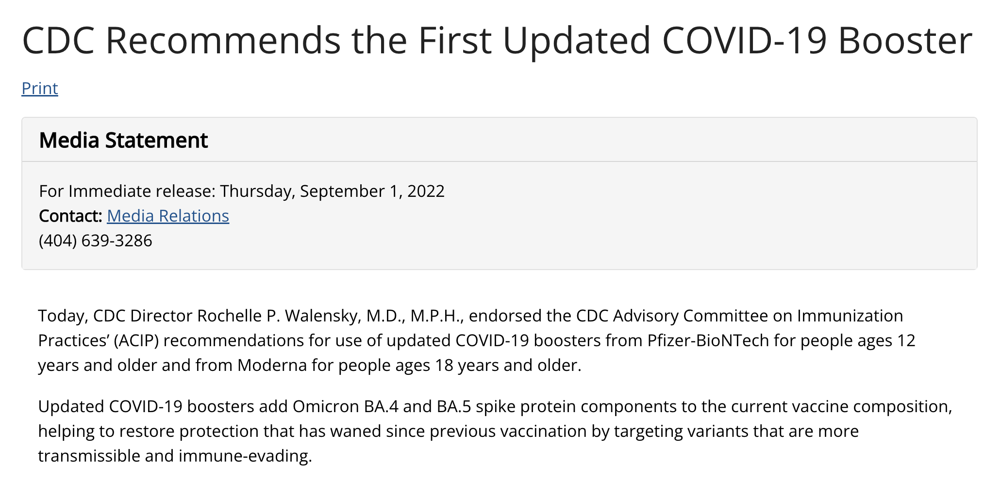 CDC Recommends the First Updated COVID-19 Booster
Print
Media Statement
For Immediate release: Thursday, September 1, 2022
Contact: Media Relations
(404) 639-3286
Today, CDC Director Rochelle P. Walensky, M.D., M.P.H., endorsed the CDC Advisory Committee on Immunization
Practices’ (ACIP) recommendations for use of updated COVID-19 boosters from Pfizer-BioNTech for people ages 12
years and older and from Moderna for people ages 18 years and older.
Updated COVID-19 boosters add Omicron BA.4 and BA.5 spike protein components to the current vaccine composition,
helping to restore protection that has waned since previous vaccination by targeting variants that are more
transmissible and immune-evading.